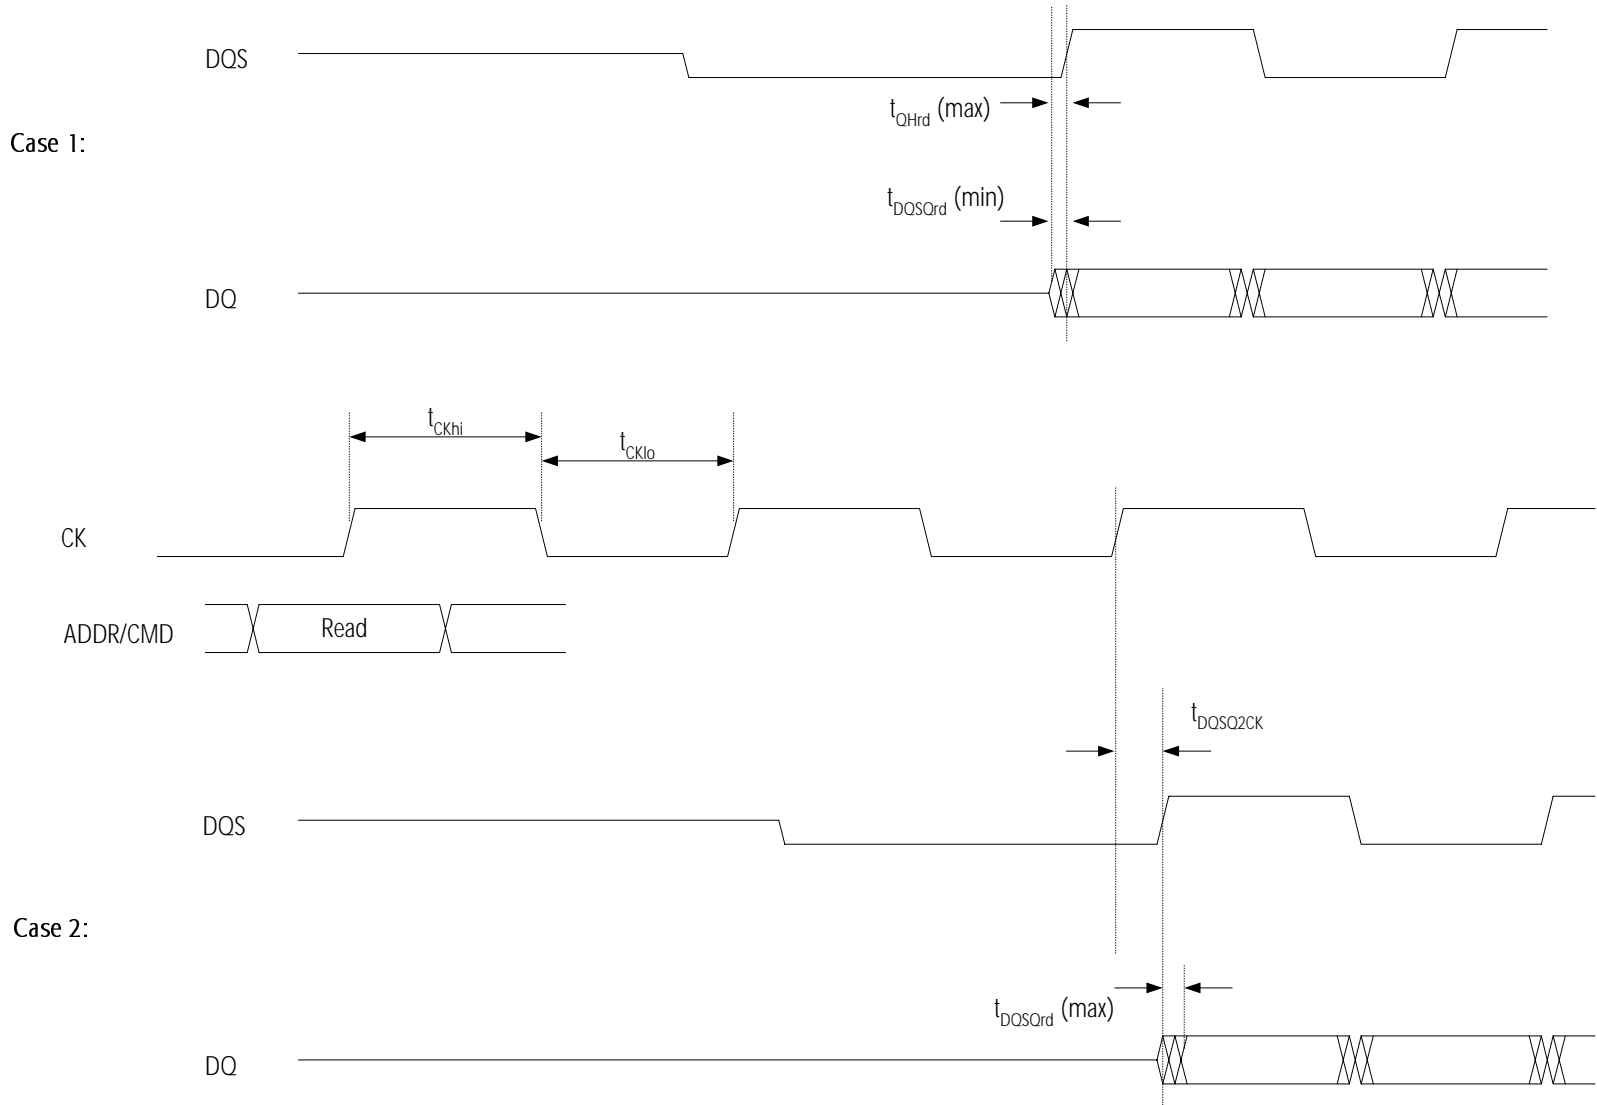 DQS
t_QHrd (max)
Case 1:
t_DQSQrd (min)
DQ
t_CKhi
t_CKlo
CK
ADDR/CMD Read
t_DQSQ2CK
DQS
Case 2:
t_DQSQrd (max)
DQ